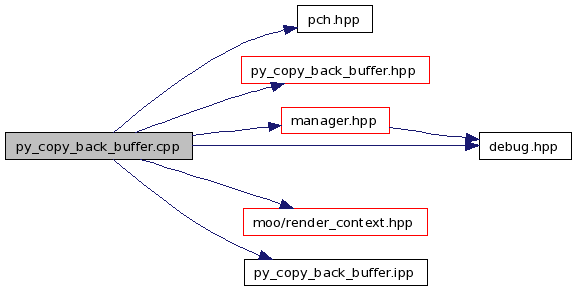 pch.hpp
py_copy_back_buffer.hpp
manager.hpp
py_copy_back_buffer.cpp
debug.hpp
moo/render_context.hpp
py_copy_back_buffer.ipp